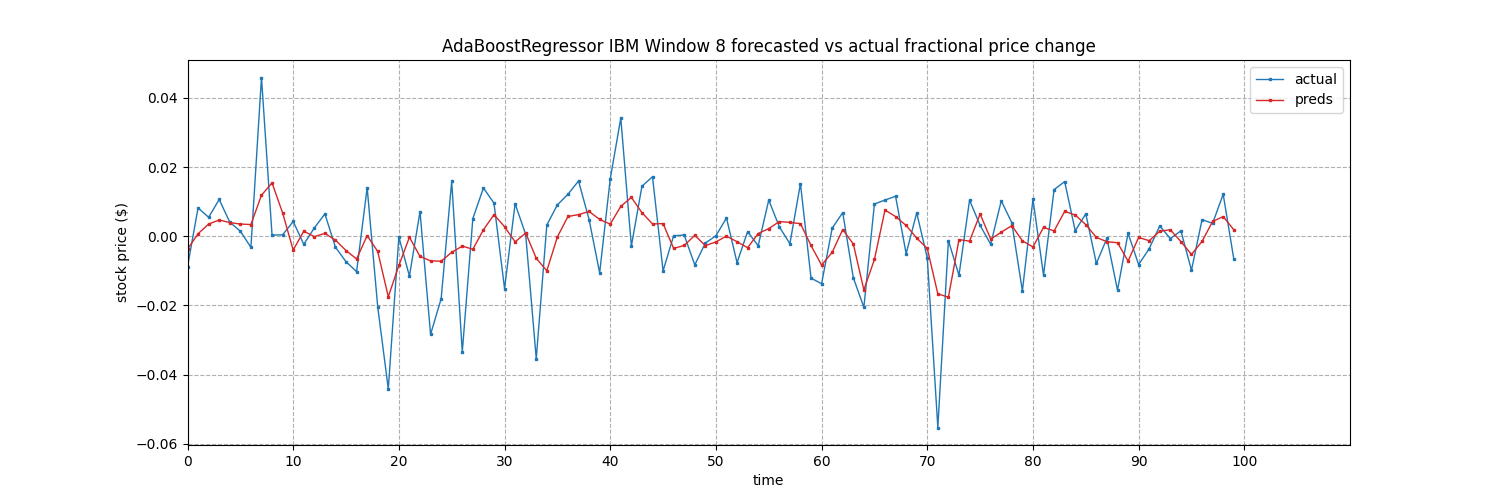 AdaBoostRegressor IBM Window 8 forecasted vs actual fractional price change
actual
preds
stock price ($)
0.04
0.02
0.00
−0.02
−0.04
−0.06
0 10 20 30 40 50 60 70 80 90 100
time